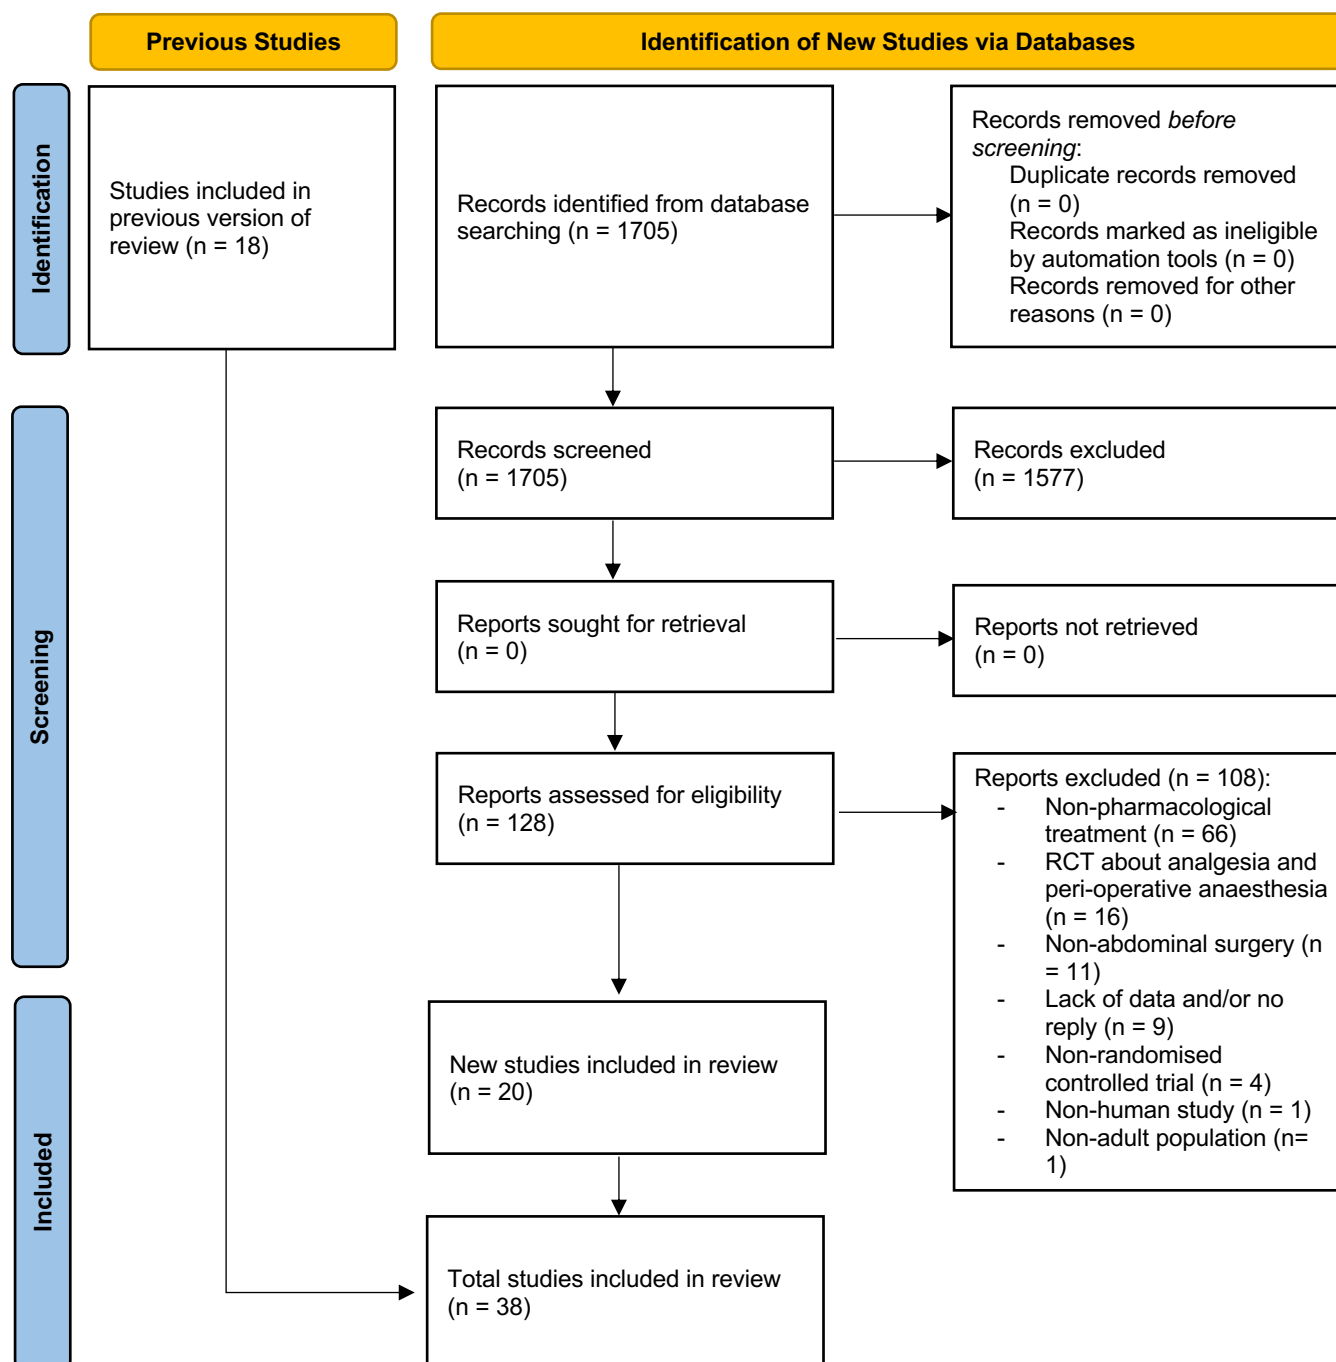 Previous Studies
Identification of New Studies via Databases
Identification
Studies included in
previous version of
review (n = 18)
Records identified from database
searching (n = 1705)
Records removed before
screening:
Duplicate records removed
(n = 0)
Records marked as ineligible
by automation tools (n = 0)
Records removed for other
reasons (n = 0)
Screening
Records screened
(n = 1705)
Records excluded
(n = 1577)
Reports sought for retrieval
(n = 0)
Reports not retrieved
(n = 0)
Reports assessed for eligibility
(n = 128)
Reports excluded (n = 108):
- Non-pharmacological
treatment (n = 66)
- RCT about analgesia and
peri-operative anaesthesia
(n = 16)
- Non-abdominal surgery (n
= 11)
- Lack of data and/or no
reply (n = 9)
- Non-randomised
controlled trial (n = 4)
- Non-human study (n = 1)
- Non-adult population (n=
1)
Included
New studies included in review
(n = 20)
Total studies included in review
(n = 38)